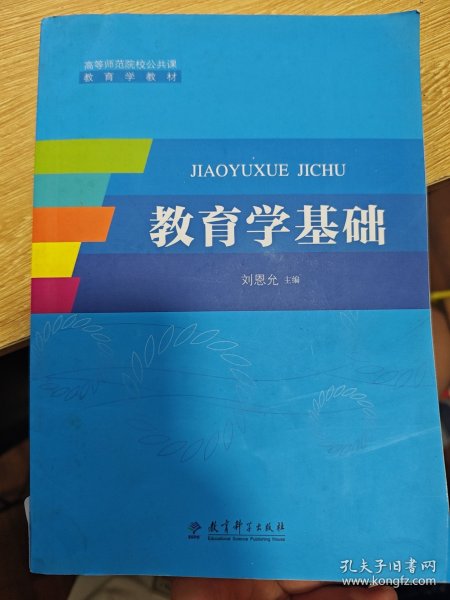 高等师范院校公共课
教育学教材
JIAOYUXUE JICHU
教育学基础
刘恩允 主编
教育科学出版社
Educational Science Publishing House
孔夫子旧书网
www.kongfz.com